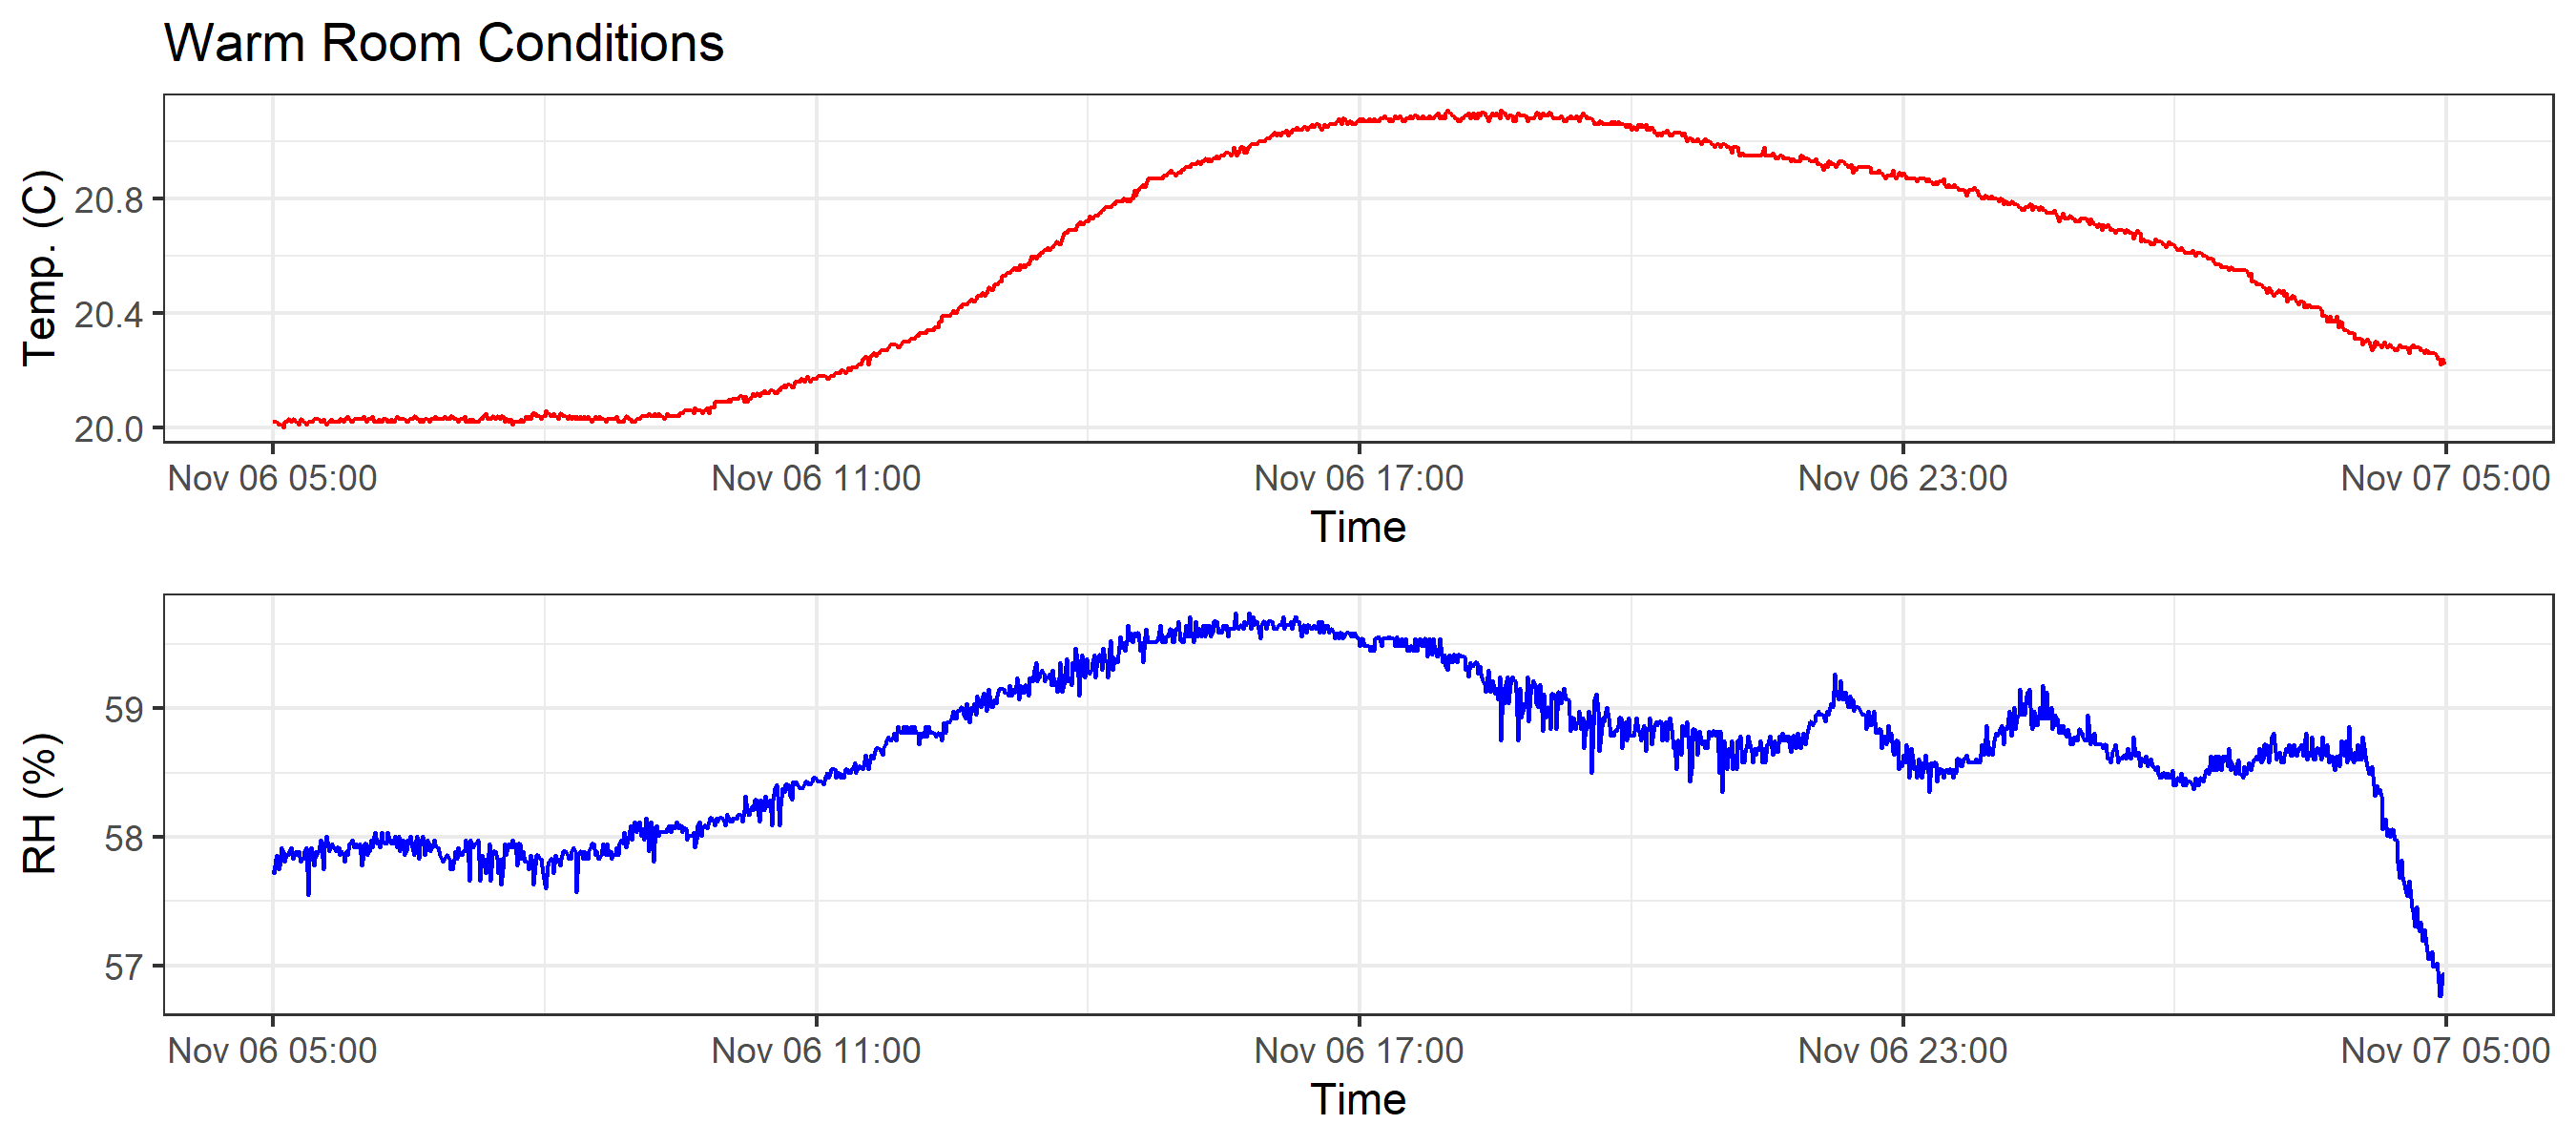 Warm Room Conditions
Temp. (C)
20.8
20.4
20.0
Nov 06 05:00 Nov 06 11:00 Nov 06 17:00 Nov 06 23:00 Nov 07 05:00
Time
RH (%)
59
58
57
Nov 06 05:00 Nov 06 11:00 Nov 06 17:00 Nov 06 23:00 Nov 07 05:00
Time